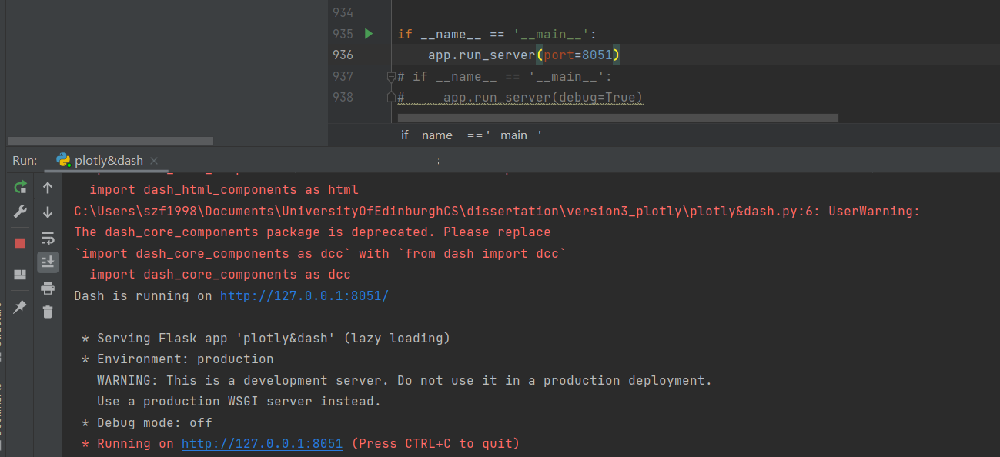 934
935 if __name__ == '__main__':
936 app.run_server(port=8051)
937 # if __name__ == '__main__':
938 #     app.run_server(debug=True)
if __name__ == '__main__'
Run: plotly&dash
import dash_html_components as html
C:\Users\szf1998\Documents\UniversityOfEdinburghCS\dissertation\version3_plotly\plotly&dash.py:6: UserWarning:
The dash_core_components package is deprecated. Please replace
`import dash_core_components as dcc` with `from dash import dcc`
import dash_core_components as dcc
Dash is running on http://127.0.0.1:8051/
* Serving Flask app 'plotly&dash' (lazy loading)
* Environment: production
WARNING: This is a development server. Do not use it in a production deployment.
Use a production WSGI server instead.
* Debug mode: off
* Running on http://127.0.0.1:8051 (Press CTRL+C to quit)